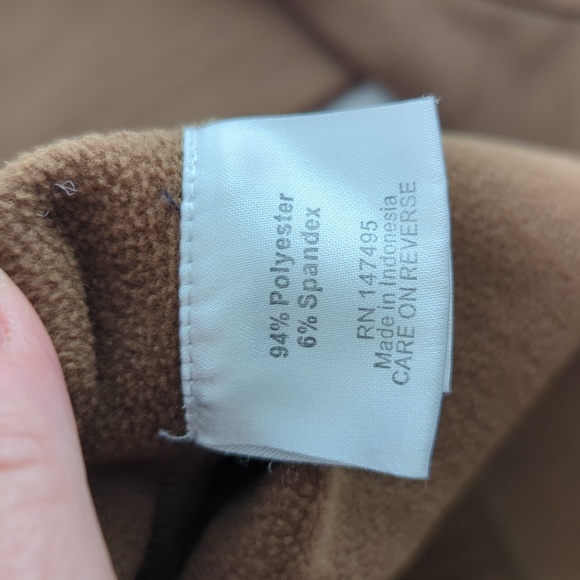 94% Polyester
6% Spandex
RN 147495
Made in Indonesia
CARE ON REVERSE